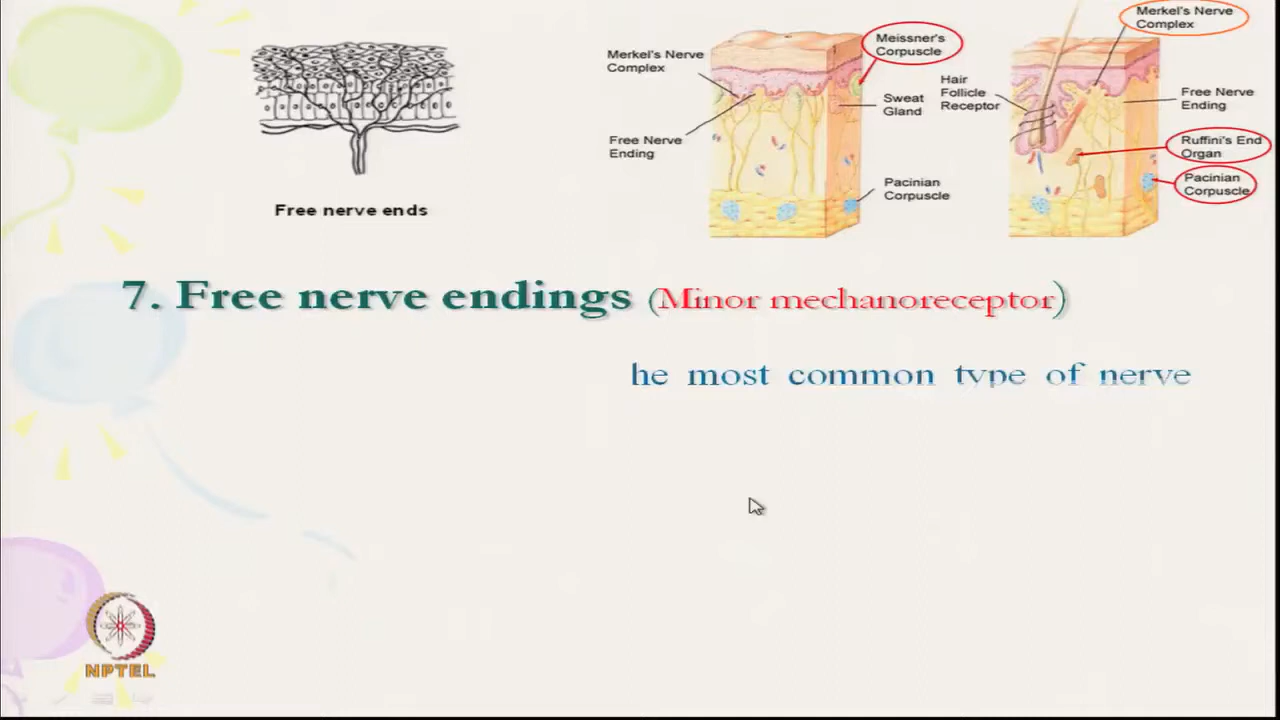 Merkel's Nerve
Complex
Meissner's
Corpuscle
Merkel's Nerve
Complex
Hair
Follicle
Receptor
Sweat
Gland
Free Nerve
Ending
Free Nerve
Ending
Ruffini's End
Organ
Pacinian
Corpuscle
Pacinian
Corpuscle
Free nerve ends
7. Free nerve endings (Minor mechanoreceptor)
he most common type of nerve
NPTEL